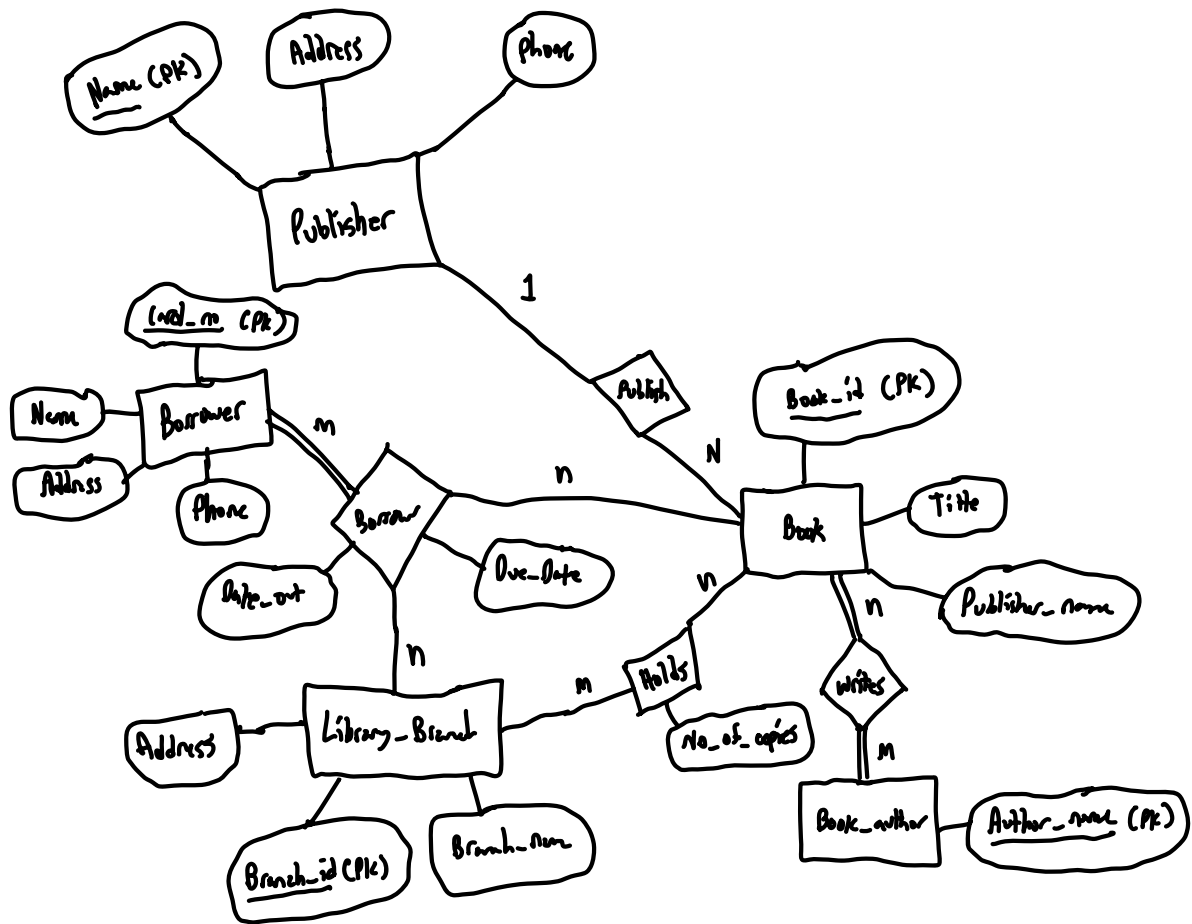 Name (PK)
Address
Phone
Publisher
1
Card_no (PK)
Publish
Book_id (PK)
Name
Borrower
M
N
Address
Phone
n
Title
Borrow
Book
Date_out
Due_Date
n
Publisher_name
n
n
Holds
Writes
M
Address
Library_Branch
No_of_copies
M
Book_author
Author_name (PK)
Branch_id (PK)
Branch_name